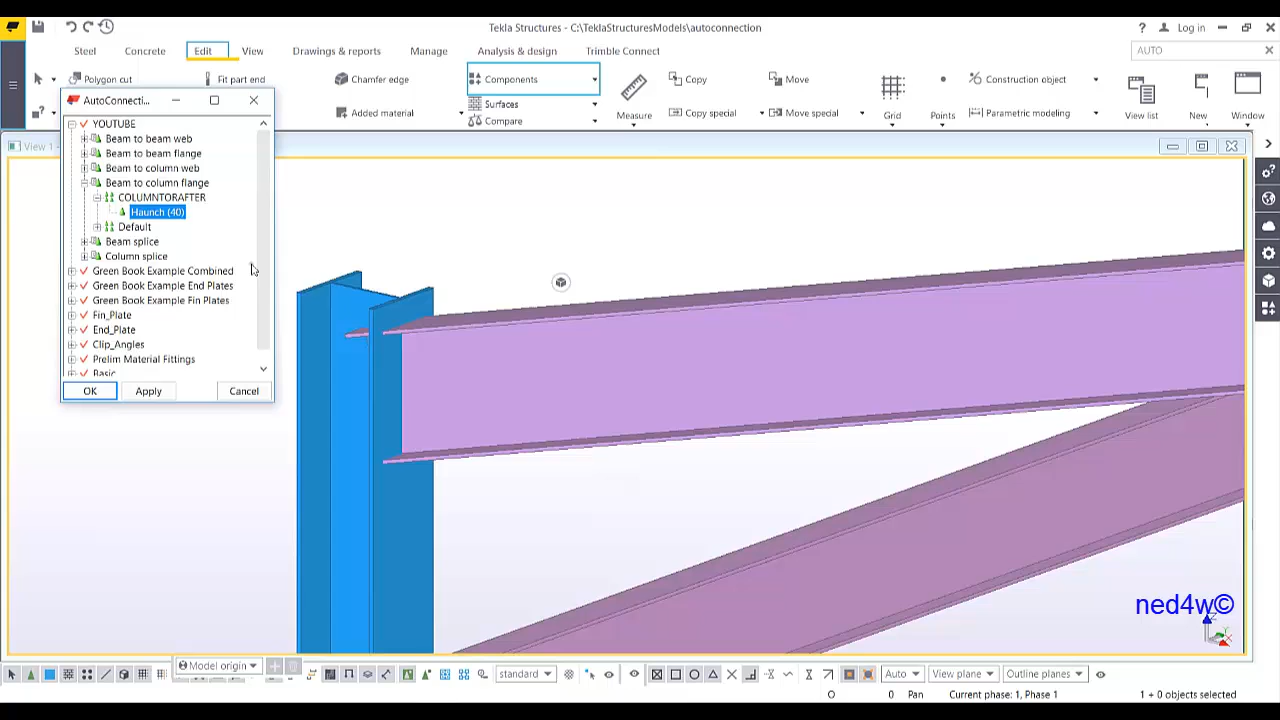 Tekla Structures - C:\TeklaStructuresModels\autoconnection
? Log in
Steel Concrete Edit View Drawings & reports Manage Analysis & design Trimble Connect AUTO
Polygon cut Fit part end Chamfer edge Components Copy Move Construction object
Added material Surfaces Compare Measure Copy special Move special Grid Points Parametric modeling View list New Window
View 1
AutoConnecti...
YOUTUBE
Beam to beam web
Beam to beam flange
Beam to column web
Beam to column flange
COLUMNTORAFTER
Haunch (40)
Default
Beam splice
Column splice
Green Book Example Combined
Green Book Example End Plates
Green Book Example Fin Plates
Fin_Plate
End_Plate
Clip_Angles
Prelim Material Fittings
Basic
OK Apply Cancel
ned4w©
Model origin standard Auto View plane Outline planes
O 0 Pan Current phase: 1, Phase 1 1 + 0 objects selected